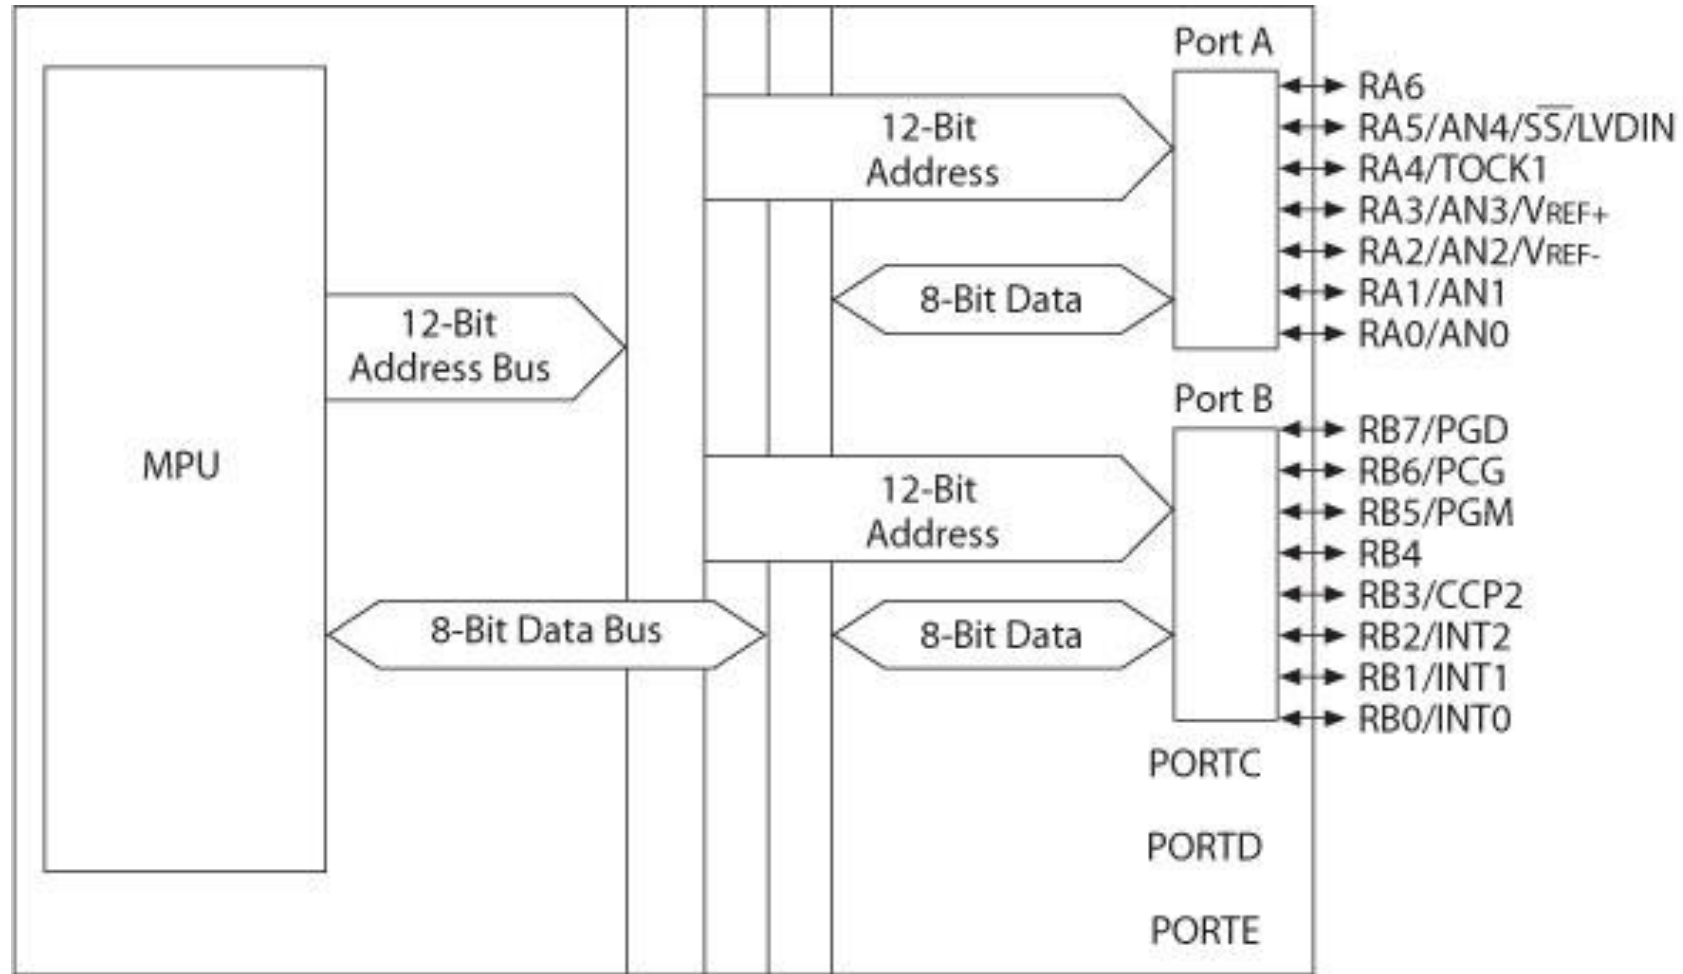 Port A
RA6
RA5/AN4/SS/LVDIN
RA4/TOCK1
RA3/AN3/VREF+
RA2/AN2/VREF-
RA1/AN1
RA0/AN0
12-Bit
Address
8-Bit Data
12-Bit
Address Bus
MPU
Port B
RB7/PGD
RB6/PCG
RB5/PGM
RB4
RB3/CCP2
RB2/INT2
RB1/INT1
RB0/INT0
12-Bit
Address
8-Bit Data Bus
8-Bit Data
PORTC
PORTD
PORTE